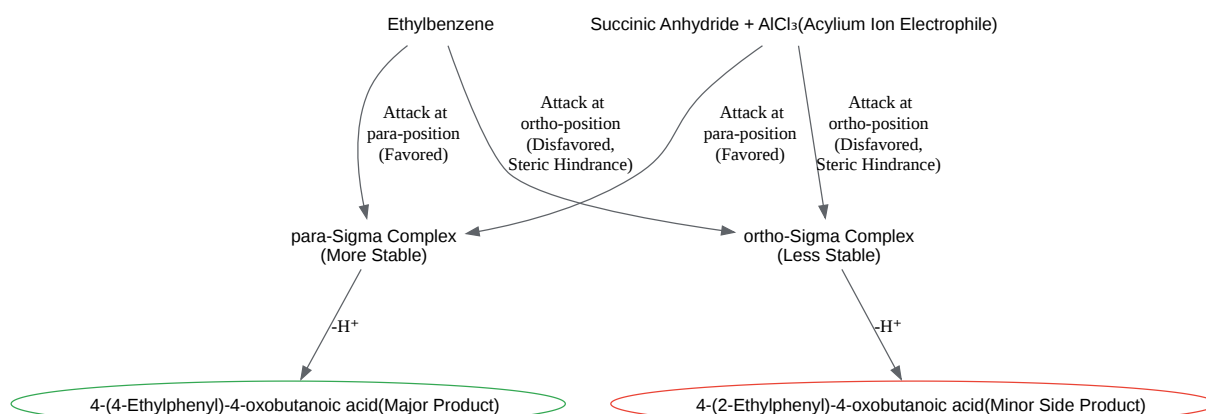 Ethylbenzene
Succinic Anhydride + AlCl₃(Acylium Ion Electrophile)
Attack at
para-position
(Favored)
Attack at
ortho-position
(Disfavored,
Steric Hindrance)
Attack at
para-position
(Favored)
Attack at
ortho-position
(Disfavored,
Steric Hindrance)
para-Sigma Complex
(More Stable)
ortho-Sigma Complex
(Less Stable)
-H⁺
-H⁺
4-(4-Ethylphenyl)-4-oxobutanoic acid(Major Product)
4-(2-Ethylphenyl)-4-oxobutanoic acid(Minor Side Product)